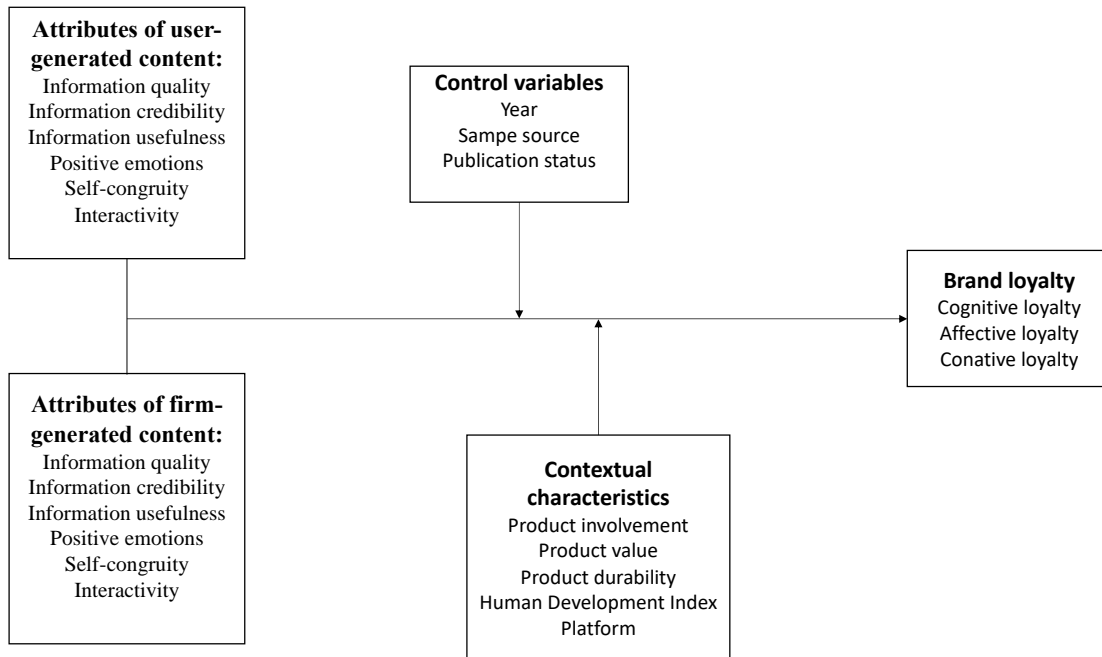 Attributes of user-
generated content:
Information quality
Information credibility
Information usefulness
Positive emotions
Self-congruity
Interactivity
Control variables
Year
Sampe source
Publication status
Brand loyalty
Cognitive loyalty
Affective loyalty
Conative loyalty
Attributes of firm-
generated content:
Information quality
Information credibility
Information usefulness
Positive emotions
Self-congruity
Interactivity
Contextual
characteristics
Product involvement
Product value
Product durability
Human Development Index
Platform